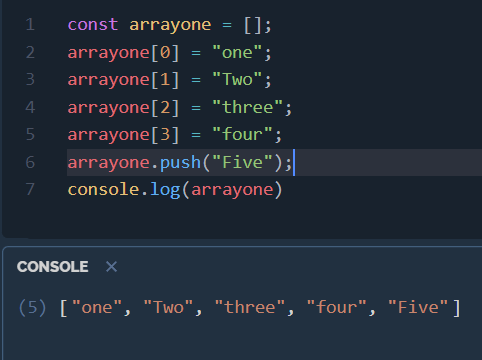 1 const arrayone = [];
2 arrayone[0] = "one";
3 arrayone[1] = "Two";
4 arrayone[2] = "three";
5 arrayone[3] = "four";
6 arrayone.push("Five");
7 console.log(arrayone)
CONSOLE ×
(5) ["one", "Two", "three", "four", "Five"]